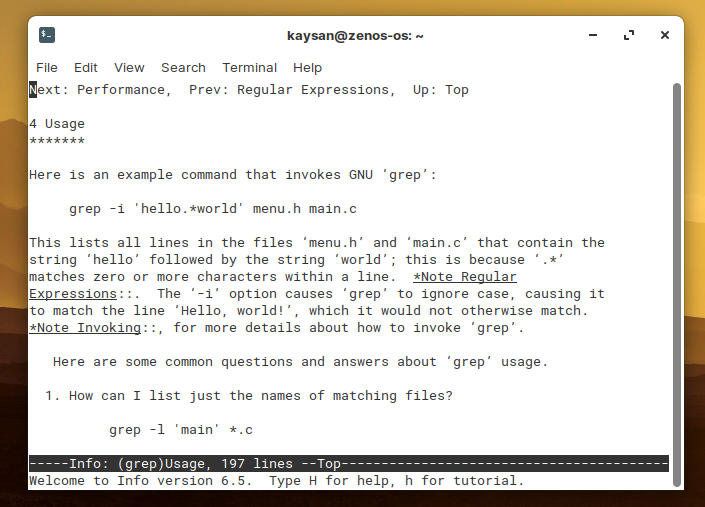 $_
kaysan@zenos-os: ~
File Edit View Search Terminal Help
Next: Performance,  Prev: Regular Expressions,  Up: Top
4 Usage
*******
Here is an example command that invokes GNU ‘grep’:
grep -i 'hello.*world' menu.h main.c
This lists all lines in the files ‘menu.h’ and ‘main.c’ that contain the
string ‘hello’ followed by the string ‘world’; this is because ‘.*’
matches zero or more characters within a line.  *Note Regular
Expressions::.  The ‘-i’ option causes ‘grep’ to ignore case, causing it
to match the line ‘Hello, world!’, which it would not otherwise match.
*Note Invoking::, for more details about how to invoke ‘grep’.
Here are some common questions and answers about ‘grep’ usage.
1. How can I list just the names of matching files?
grep -l 'main' *.c
-----Info: (grep)Usage, 197 lines --Top-----------------------------------------
Welcome to Info version 6.5.  Type H for help, h for tutorial.